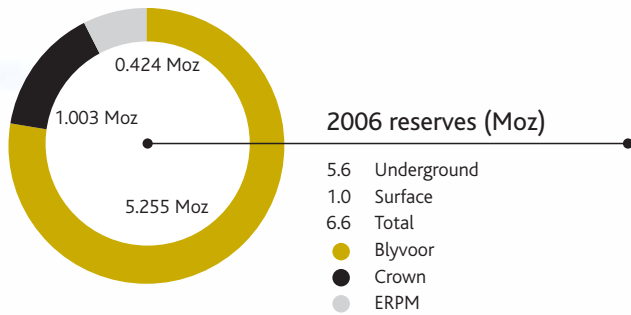 0.424 Moz
1.003 Moz
5.255 Moz
2006 reserves (Moz)
5.6 Underground
1.0 Surface
6.6 Total
Blyvoor
Crown
ERPM